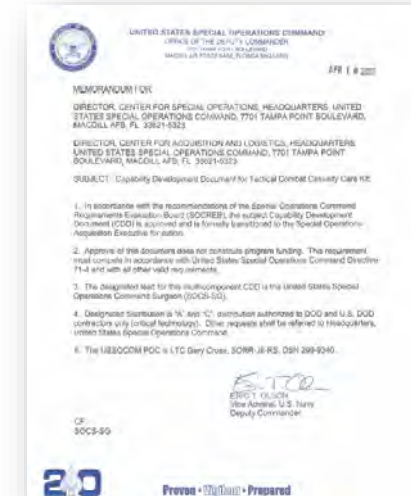 UNITED STATES SPECIAL OPERATIONS COMMAND
OFFICE OF THE DEPUTY COMMANDER
7701 TAMPA POINT BOULEVARD
MACDILL AIR FORCE BASE, FLORIDA
APR
MEMORANDUM FOR
DIRECTOR, CENTER FOR SPECIAL OPERATIONS, HEADQUARTERS, UNITED
STATES SPECIAL OPERATIONS COMMAND, 7701 TAMPA POINT BOULEVARD,
MACDILL AFB, FL 33621-5323
DIRECTOR, CENTER FOR ACQUISITION AND LOGISTICS, HEADQUARTERS,
UNITED STATES SPECIAL OPERATIONS COMMAND, 7701 TAMPA POINT
BOULEVARD, MACDILL AFB, FL 33621-5323
SUBJECT: Capability Development Document for Tactical Combat Casualty Care Kit
1. In accordance with the recommendations of the Special Operations Command
Requirements Evaluation Board (SOCREB), the subject Capability Development
Document (CDD) is approved and is formally transitioned to the Special Operations
Acquisition Executive for action.
2. Approval of this document does not constitute program funding. This requirement
must compete in accordance with United States Special Operations Command Directive
71-4 and with all other valid requirements.
3. The designated lead for this multicomponent CDD is the United States Special
Operations Command Surgeon (SOCS-SG).
4. Designated distribution is "A" and "C", distribution authorized to DOD and U.S. DOD
contractors only (critical technology). Other requests shall be referred to Headquarters,
United States Special Operations Command.
5. The USSOCOM POC is LTC Gary Cruse, DSN
ERIC T. OLSON
Vice Admiral, U.S. Navy
Deputy Commander
CF:
SOCS-SG
Proven • Vigilant • Prepared